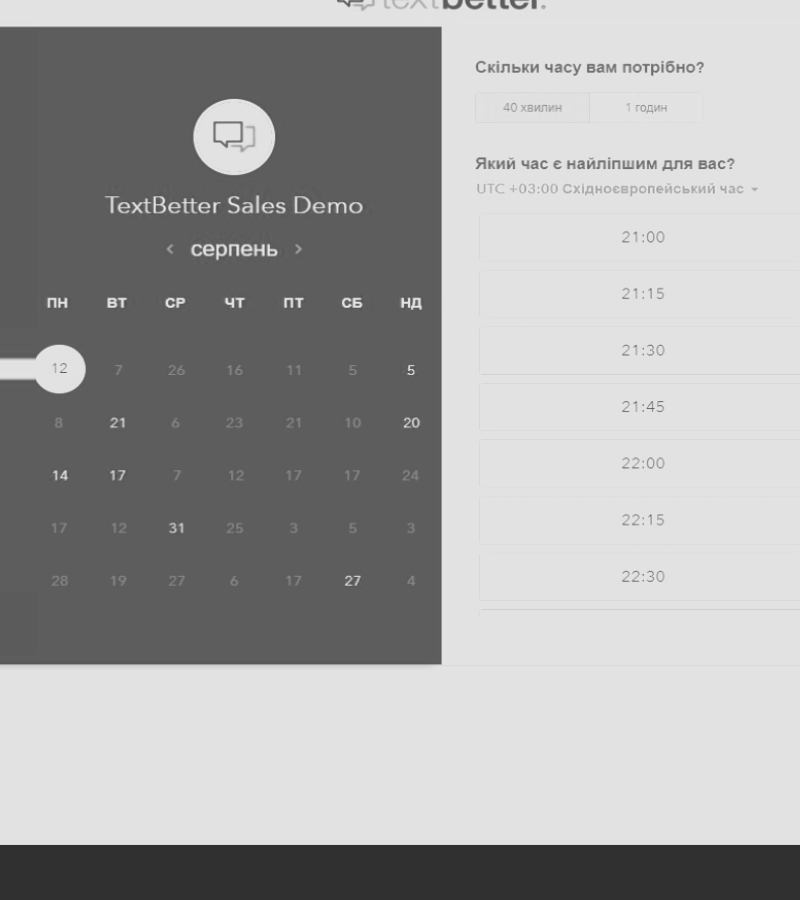 textbetter.
TextBetter Sales Demo
серпень
ПН ВТ СР ЧТ ПТ СБ НД
12 7 26 16 11 5 5
8 21 6 23 21 10 20
14 17 7 12 17 17 24
17 12 31 25 3 5 3
28 19 27 6 17 27 4
Скільки часу вам потрібно?
40 хвилин 1 годин
Який час є найліпшим для вас?
UTC +03:00 Східноєвропейський час
21:00
21:15
21:30
21:45
22:00
22:15
22:30